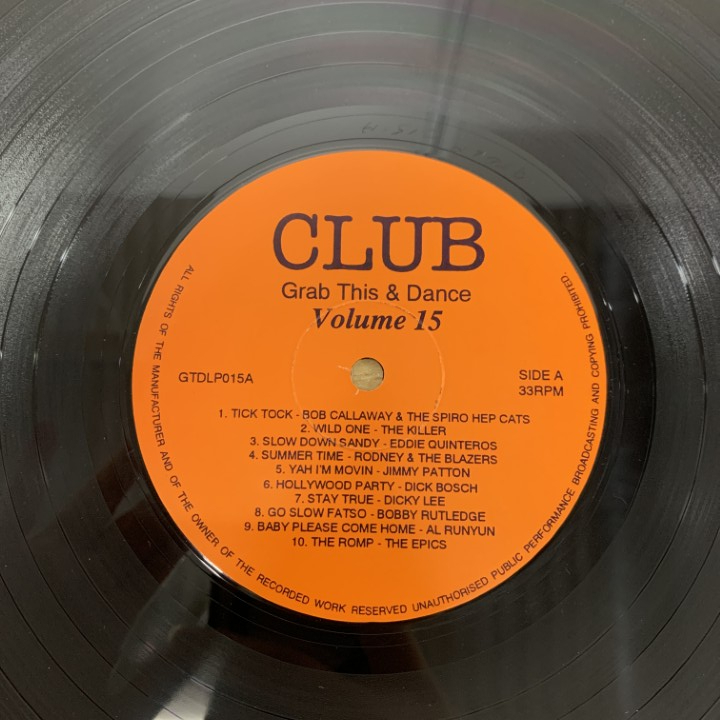 CLUB
Grab This & Dance
Volume 15
GTDLP015A
SIDE A
33RPM
1. TICK TOCK - BOB CALLAWAY & THE SPIRO HEP CATS
2. WILD ONE - THE KILLER
3. SLOW DOWN SANDY - EDDIE QUINTEROS
4. SUMMER TIME - RODNEY & THE BLAZERS
5. YAH I'M MOVIN - JIMMY PATTON
6. HOLLYWOOD PARTY - DICK BOSCH
7. STAY TRUE - DICKY LEE
8. GO SLOW FATSO - BOBBY RUTLEDGE
9. BABY PLEASE COME HOME - AL RUNYUN
10. THE ROMP - THE EPICS
ALL RIGHTS OF THE MANUFACTURER AND OF THE OWNER OF THE RECORDED WORK RESERVED UNAUTHORISED PUBLIC PERFORMANCE BROADCASTING AND COPYING PROHIBITED.